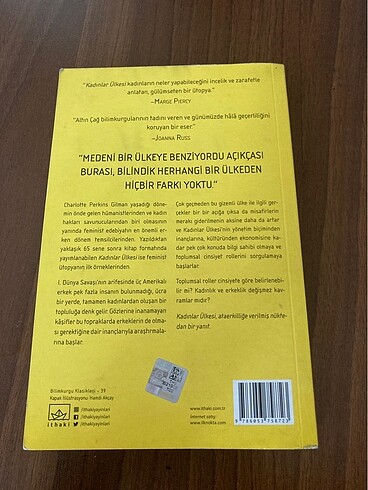 "Kadınlar Ülkesi kadınların neler yapabileceğini incelik ve zarafetle
anlatan, gülümseten bir ütopya."
–MARGE PIERCY
"Altın Çağ bilimkurgularının tadını veren ve günümüzde hâlâ geçerliliğini
koruyan bir eser."
–JOANNA RUSS
"MEDENİ BİR ÜLKEYE BENZİYORDU AÇIKÇASI
BURASI, BİLİNDİK HERHANGİ BİR ÜLKEDEN
HİÇBİR FARKI YOKTU."
Charlotte Perkins Gilman yaşadığı döne-
minin önde gelen hümanistlerinden ve kadın
hakları savunucularından biri olmasının
yanında feminist edebiyatın en önemli er-
ken dönem temsilcilerinden. Yazıldıktan
yaklaşık 65 sene sonra kitap formatında
yayımlanabilen Kadınlar Ülkesi ise feminist
ütopyanın ilk örneklerinden.
I. Dünya Savaşı'nın arifesinde üç Amerikalı
erkek pek fazla insanın bulunmadığı, ücra
bir yerde, tamamen kadınlardan oluşan bir
topluluğa denk gelir. Gözlerine inanamayan
kâşifler bu topraklarda erkeklerin de olma-
sı gerektiğine dair inançlarıyla araştırmala-
rına başlar.
Çok geçmeden bu gizemli ülke ile ilgili ger-
çekler bir bir açığa çıksa da misafirlerin
merakı giderilmenin aksine daha da artar
ve Kadınlar Ülkesi'nin yönetim biçiminden
inançlarına, kültüründen ekonomisine ka-
dar pek çok konuda bilgi sahibi olmaya ve
toplumsal cinsiyet rollerini sorgulamaya
başlarlar.
Toplumsal roller cinsiyete göre belirlenebi-
lir mi? Kadınlık ve erkeklik değişmez kav-
ramlar mıdır?
Kadınlar Ülkesi, ataerkilliğe verilmiş nükte-
dan bir yanıt.
Bilimkurgu Klasikleri - 39
Kapak İllüstrasyonu: Hamdi Akçay
ithaki
/ithakiyayinlari
/ithakiyayinlari
/ithakiyayinlari
www.ithaki.com.tr
internet satış:
www.ilknokta.com
9 786053 758723